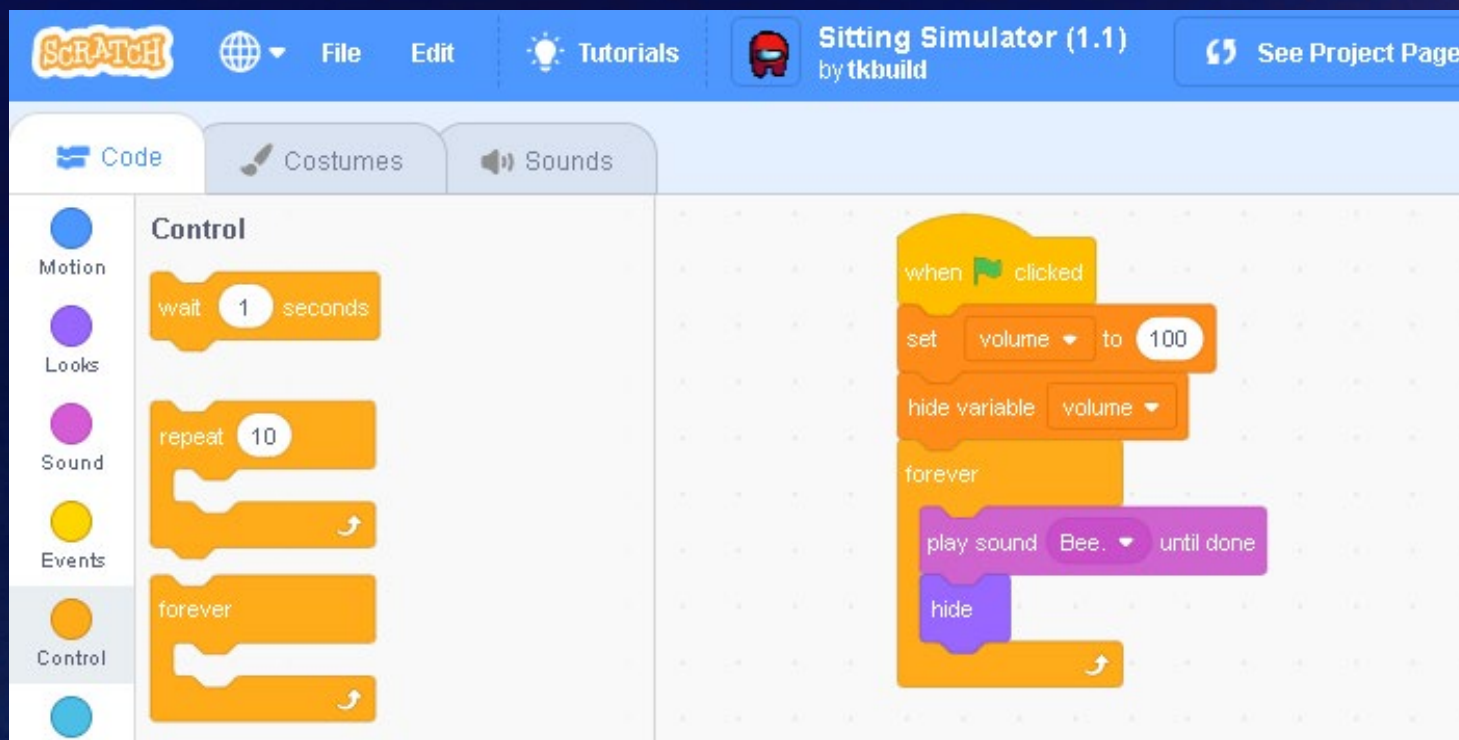 SCRATCH File Edit Tutorials Sitting Simulator (1.1) See Project Page
by tkbuild
Code Costumes Sounds
Motion
Looks
Sound
Events
Control
Control
wait 1 seconds
repeat 10
forever
when clicked
set volume to 100
hide variable volume
forever
play sound Bee. until done
hide